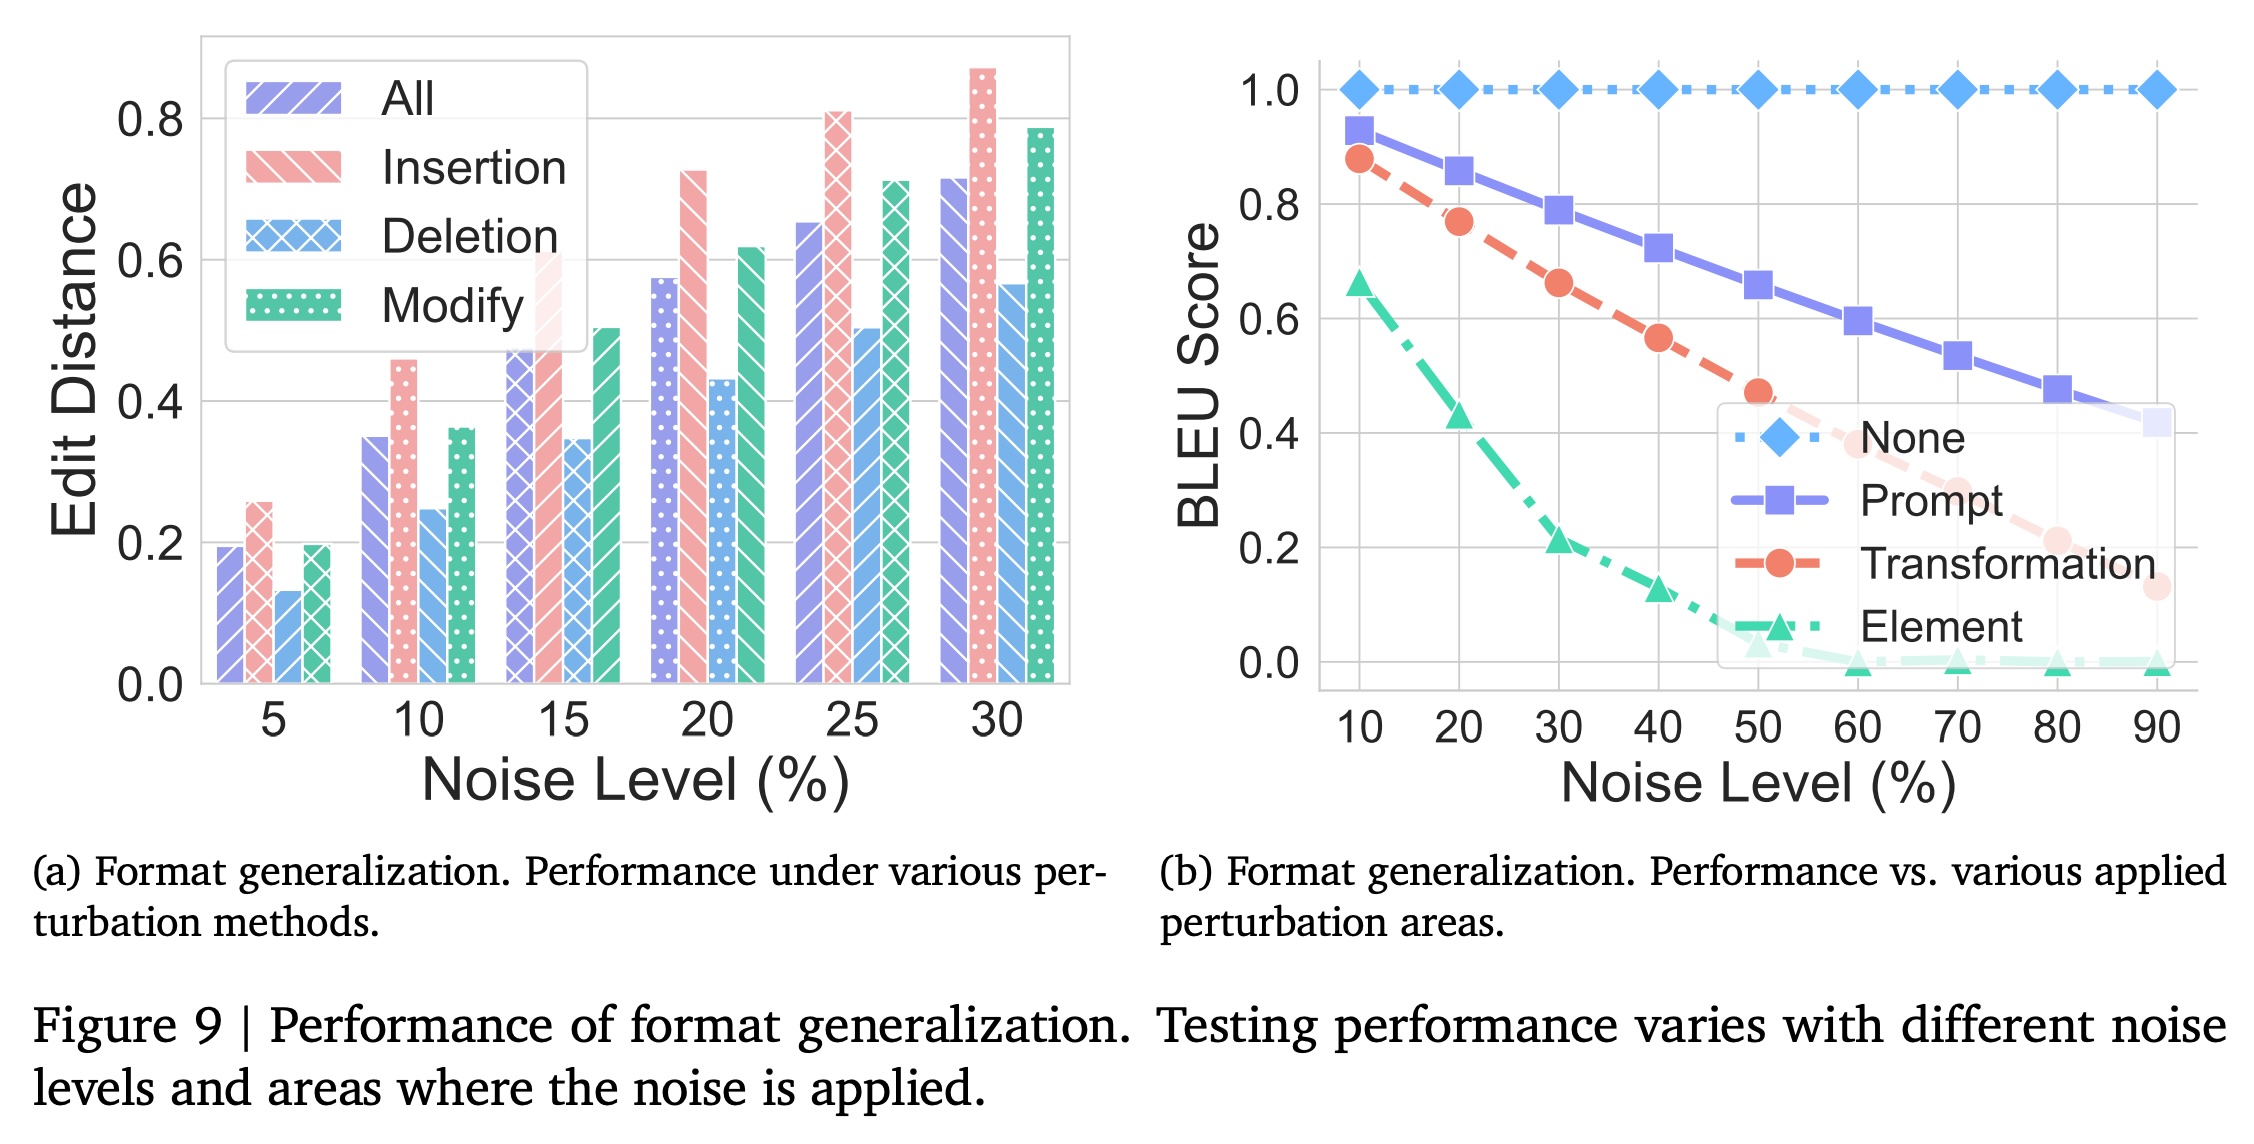 All
Insertion
Deletion
Modify
0.8
0.6
0.4
0.2
0.0
Edit Distance
5 10 15 20 25 30
Noise Level (%)
1.0
0.8
0.6
0.4
0.2
0.0
BLEU Score
None
Prompt
Transformation
Element
10 20 30 40 50 60 70 80 90
Noise Level (%)
(a) Format generalization. Performance under various per-
turbation methods.
(b) Format generalization. Performance vs. various applied
perturbation areas.
Figure 9 | Performance of format generalization. Testing performance varies with different noise
levels and areas where the noise is applied.